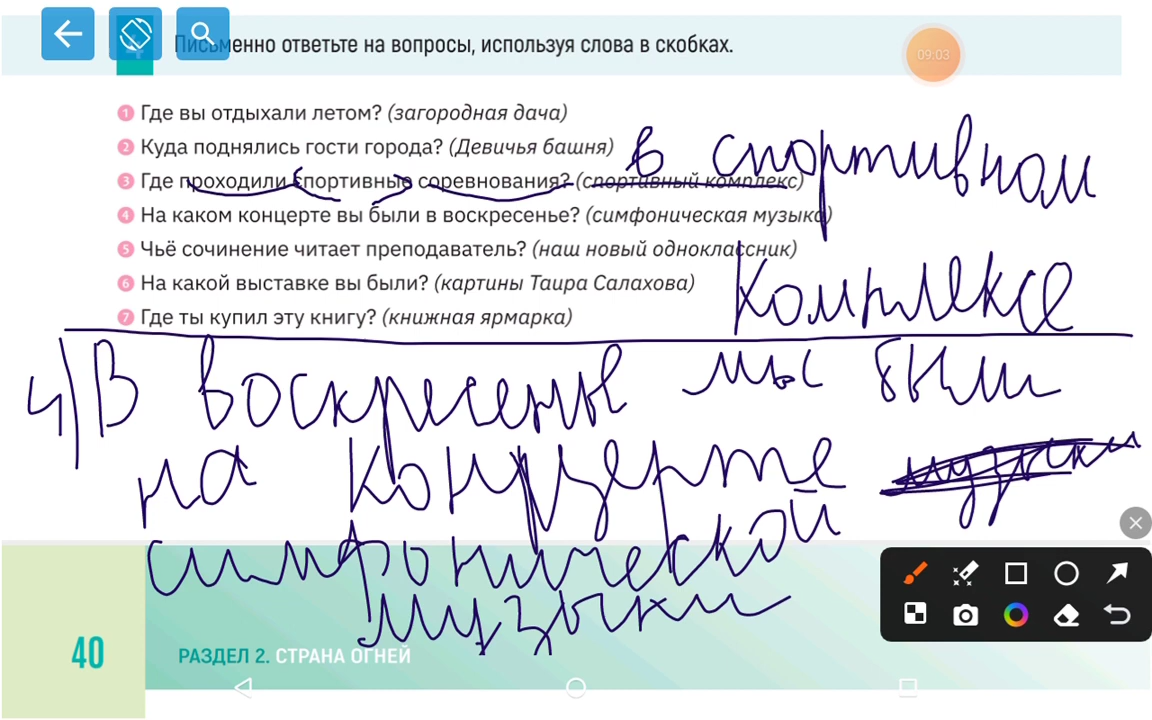 Письменно ответьте на вопросы, используя слова в скобках.
09:03
1 Где вы отдыхали летом? (загородная дача)
2 Куда поднялись гости города? (Девичья башня)
3 Где проходили спортивные соревнования? (спортивный комплекс)
4 На каком концерте вы были в воскресенье? (симфоническая музыка)
5 Чьё сочинение читает преподаватель? (наш новый одноклассник)
6 На какой выставке вы были? (картины Таира Салахова)
7 Где ты купил эту книгу? (книжная ярмарка)
в спортивном
комплексе
4) В воскресенье мы были
на концерте
симфонической
музыки
40
РАЗДЕЛ 2. СТРАНА ОГНЕЙ